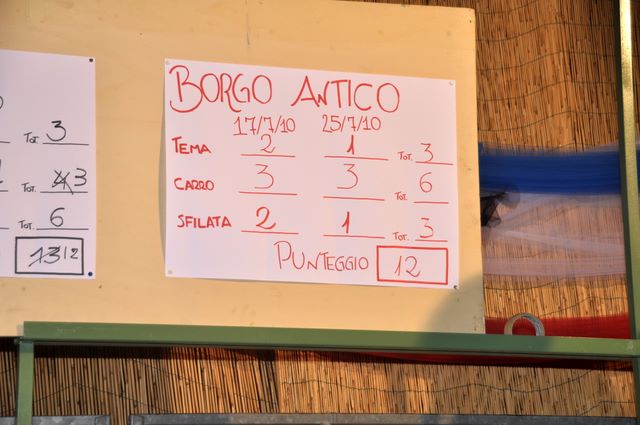 Tot. 3
Tot. 3
Tot. 6
12
BORGO ANTICO
17/7/10 25/7/10
TEMA 2 1 Tot. 3
CARRO 3 3 Tot. 6
SFILATA 2 1 Tot. 3
PUNTEGGIO 12